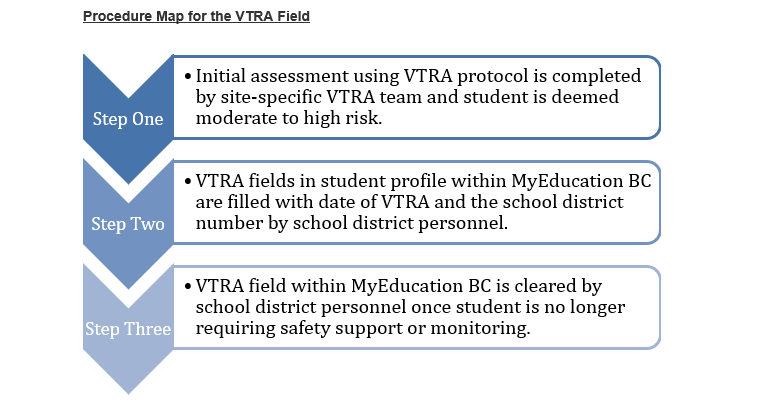 Procedure Map for the VTRA Field
Step One
• Initial assessment using VTRA protocol is completed
by site-specific VTRA team and student is deemed
moderate to high risk.
Step Two
• VTRA fields in student profile within MyEducation BC
are filled with date of VTRA and the school district
number by school district personnel.
Step Three
• VTRA field within MyEducation BC is cleared by
school district personnel once student is no longer
requiring safety support or monitoring.